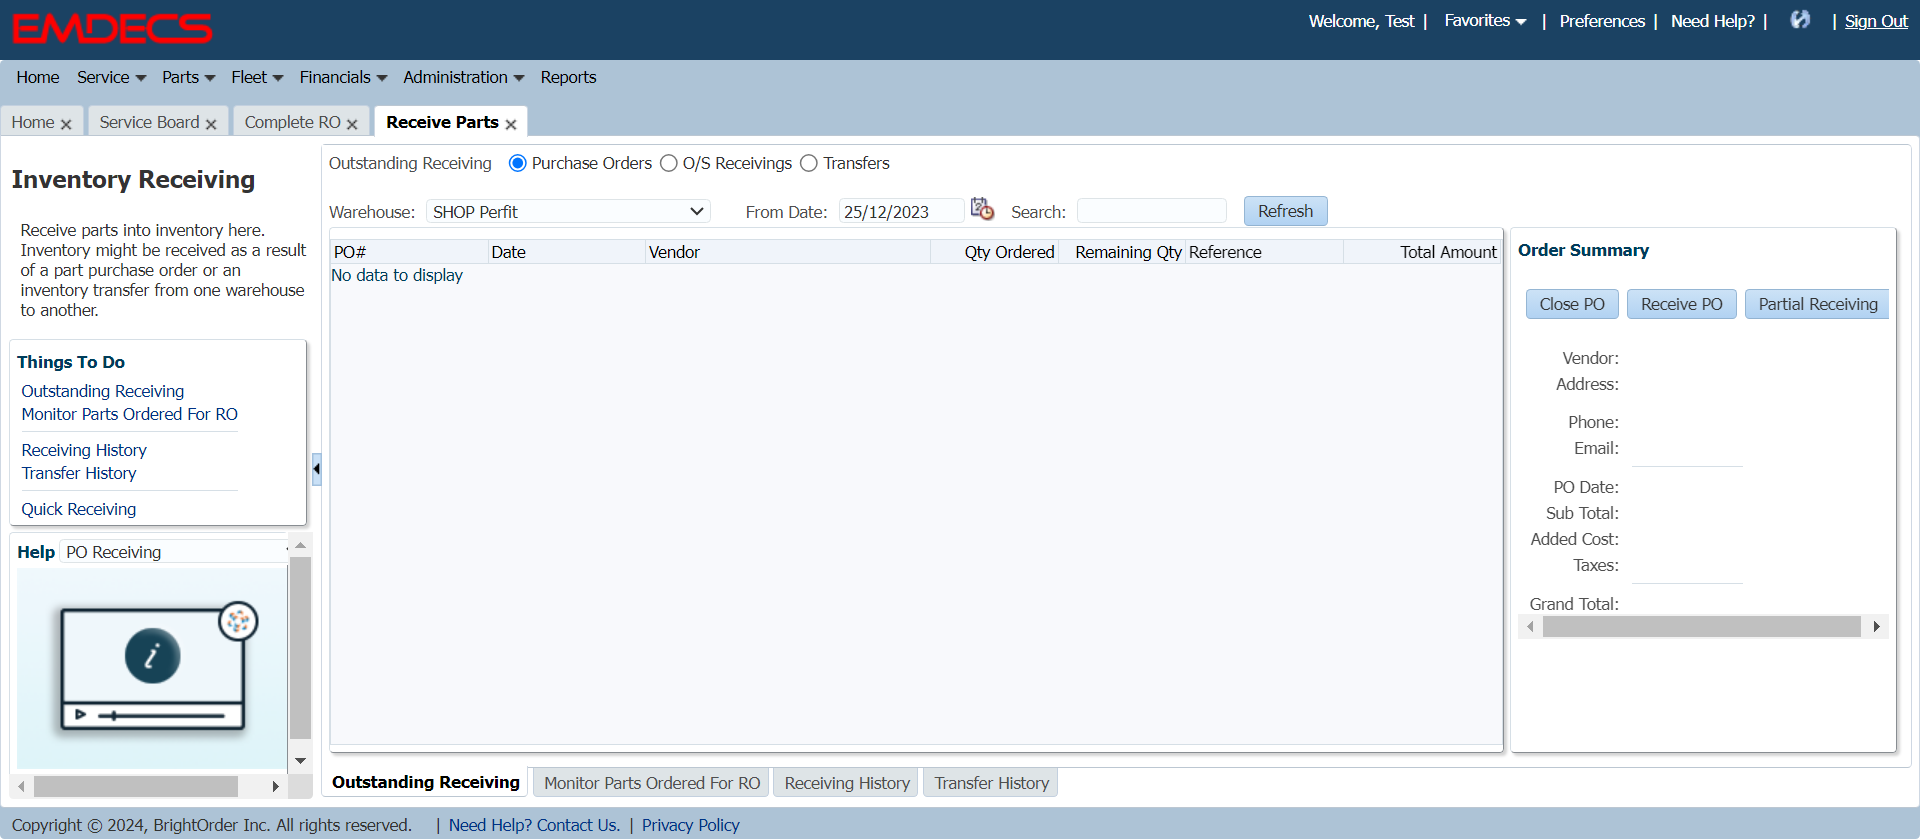 EMDECS
Welcome, Test | Favorites | Preferences | Need Help? | | Sign Out
Home Service Parts Fleet Financials Administration Reports
Home Service Board Complete RO Receive Parts
Inventory Receiving
Receive parts into inventory here.
Inventory might be received as a result
of a part purchase order or an
inventory transfer from one warehouse
to another.
Things To Do
Outstanding Receiving
Monitor Parts Ordered For RO
Receiving History
Transfer History
Quick Receiving
Help PO Receiving
i
Outstanding Receiving Purchase Orders O/S Receivings Transfers
Warehouse: SHOP Perfit From Date: 25/12/2023 Search: Refresh
PO# Date Vendor Qty Ordered Remaining Qty Reference Total Amount
No data to display
Order Summary
Close PO Receive PO Partial Receiving
Vendor:
Address:
Phone:
Email:
PO Date:
Sub Total:
Added Cost:
Taxes:
Grand Total:
Outstanding Receiving Monitor Parts Ordered For RO Receiving History Transfer History
Copyright © 2024, BrightOrder Inc. All rights reserved. | Need Help? Contact Us. | Privacy Policy